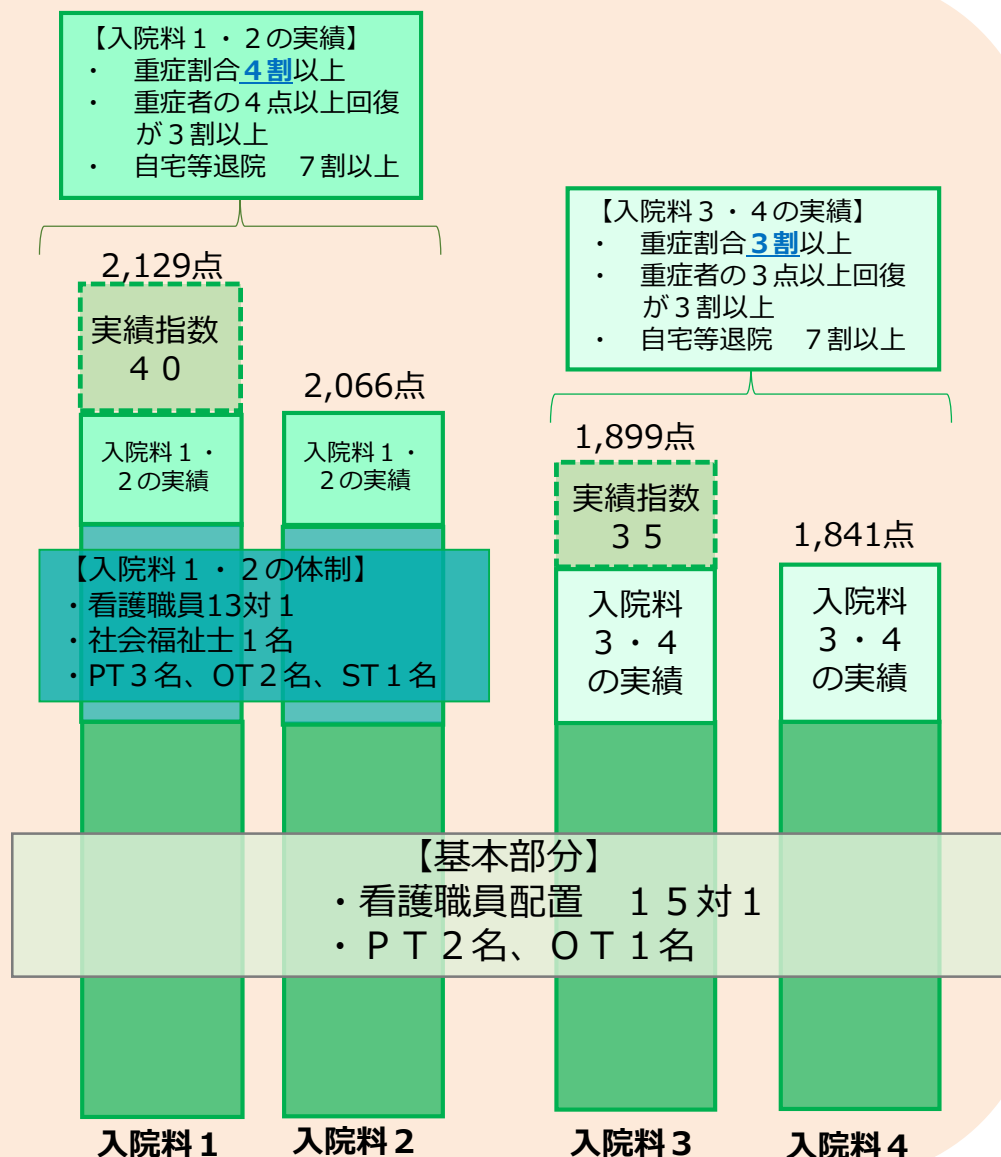 【入院料１・２の実績】
・　重症割合４割以上
・　重症者の４点以上回復
が３割以上
・　自宅等退院　７割以上
【入院料３・４の実績】
・　重症割合３割以上
・　重症者の３点以上回復
が３割以上
・　自宅等退院　７割以上
2,129点
実績指数
４０
入院料１・
２の実績
2,066点
入院料１・
２の実績
1,899点
実績指数
３５
入院料
３・４
の実績
1,841点
入院料
３・４
の実績
【入院料１・２の体制】
・看護職員13対１
・社会福祉士１名
・PT３名、OT２名、ST１名
【基本部分】
・看護職員配置　１５対１
・ＰＴ２名、ＯＴ１名
入院料１
入院料２
入院料３
入院料４